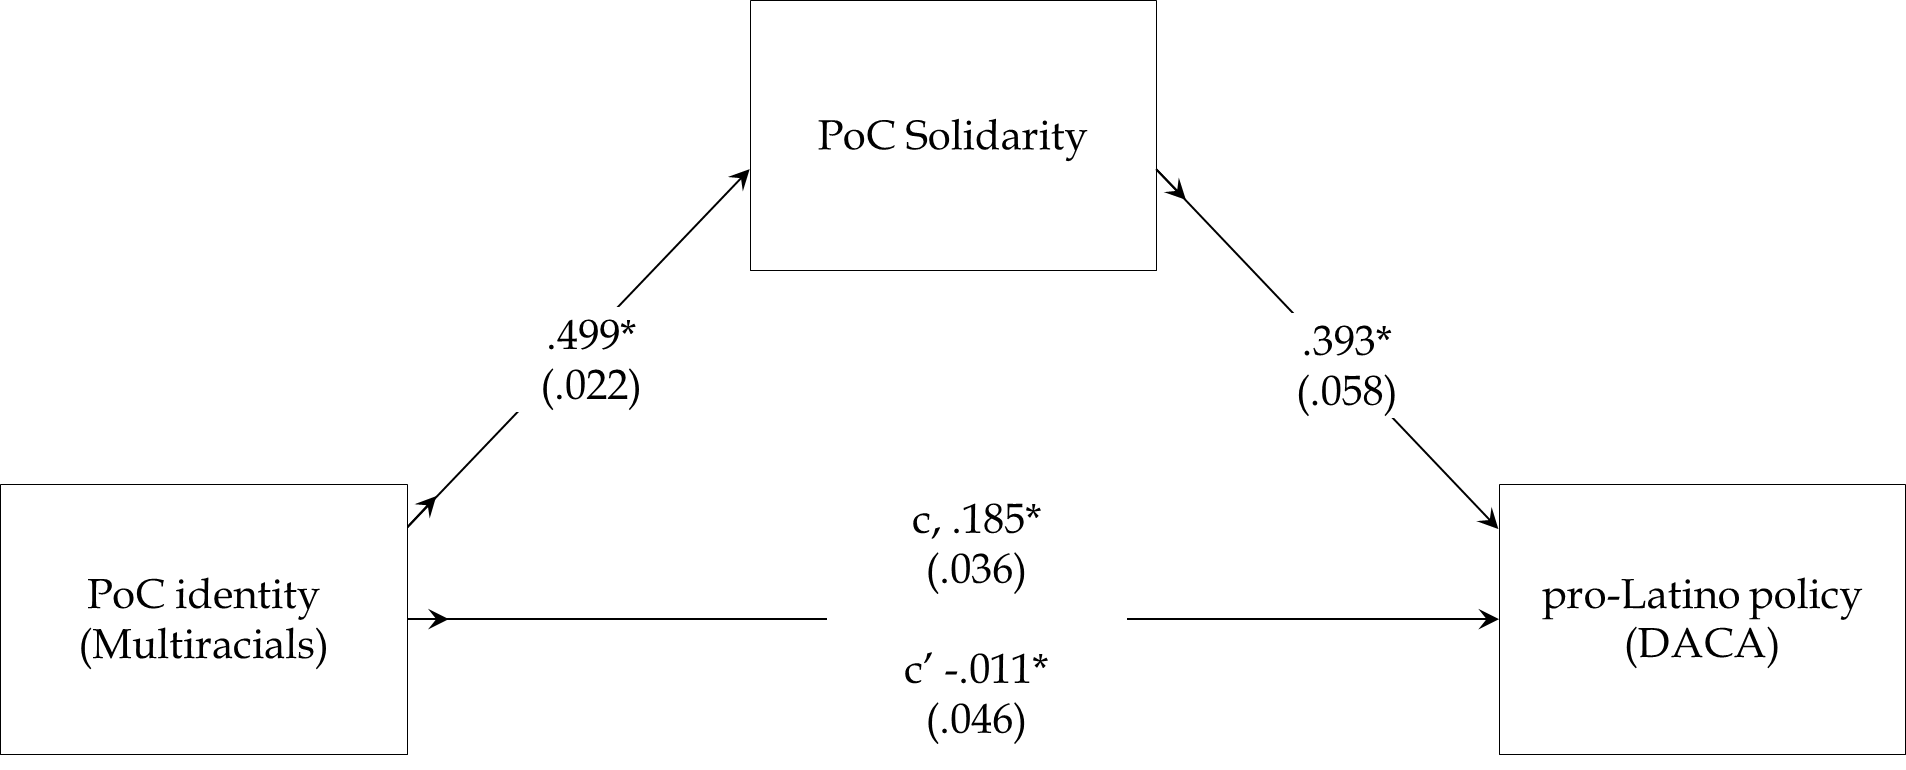 PoC Solidarity
.499*
(.022)
.393*
(.058)
c, .185*
(.036)
PoC identity
(Multiracials)
pro-Latino policy
(DACA)
c’ -.011*
(.046)